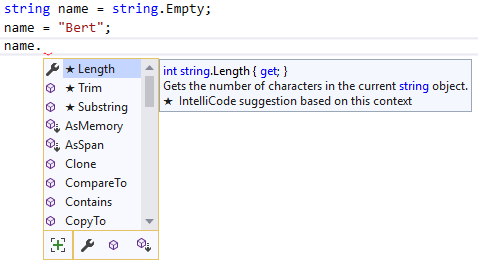 string name = string.Empty;
name = "Bert";
name.
★ Length
★ Trim
★ Substring
AsMemory
AsSpan
Clone
CompareTo
Contains
CopyTo
int string.Length { get; }
Gets the number of characters in the current string object.
★ IntelliCode suggestion based on this context